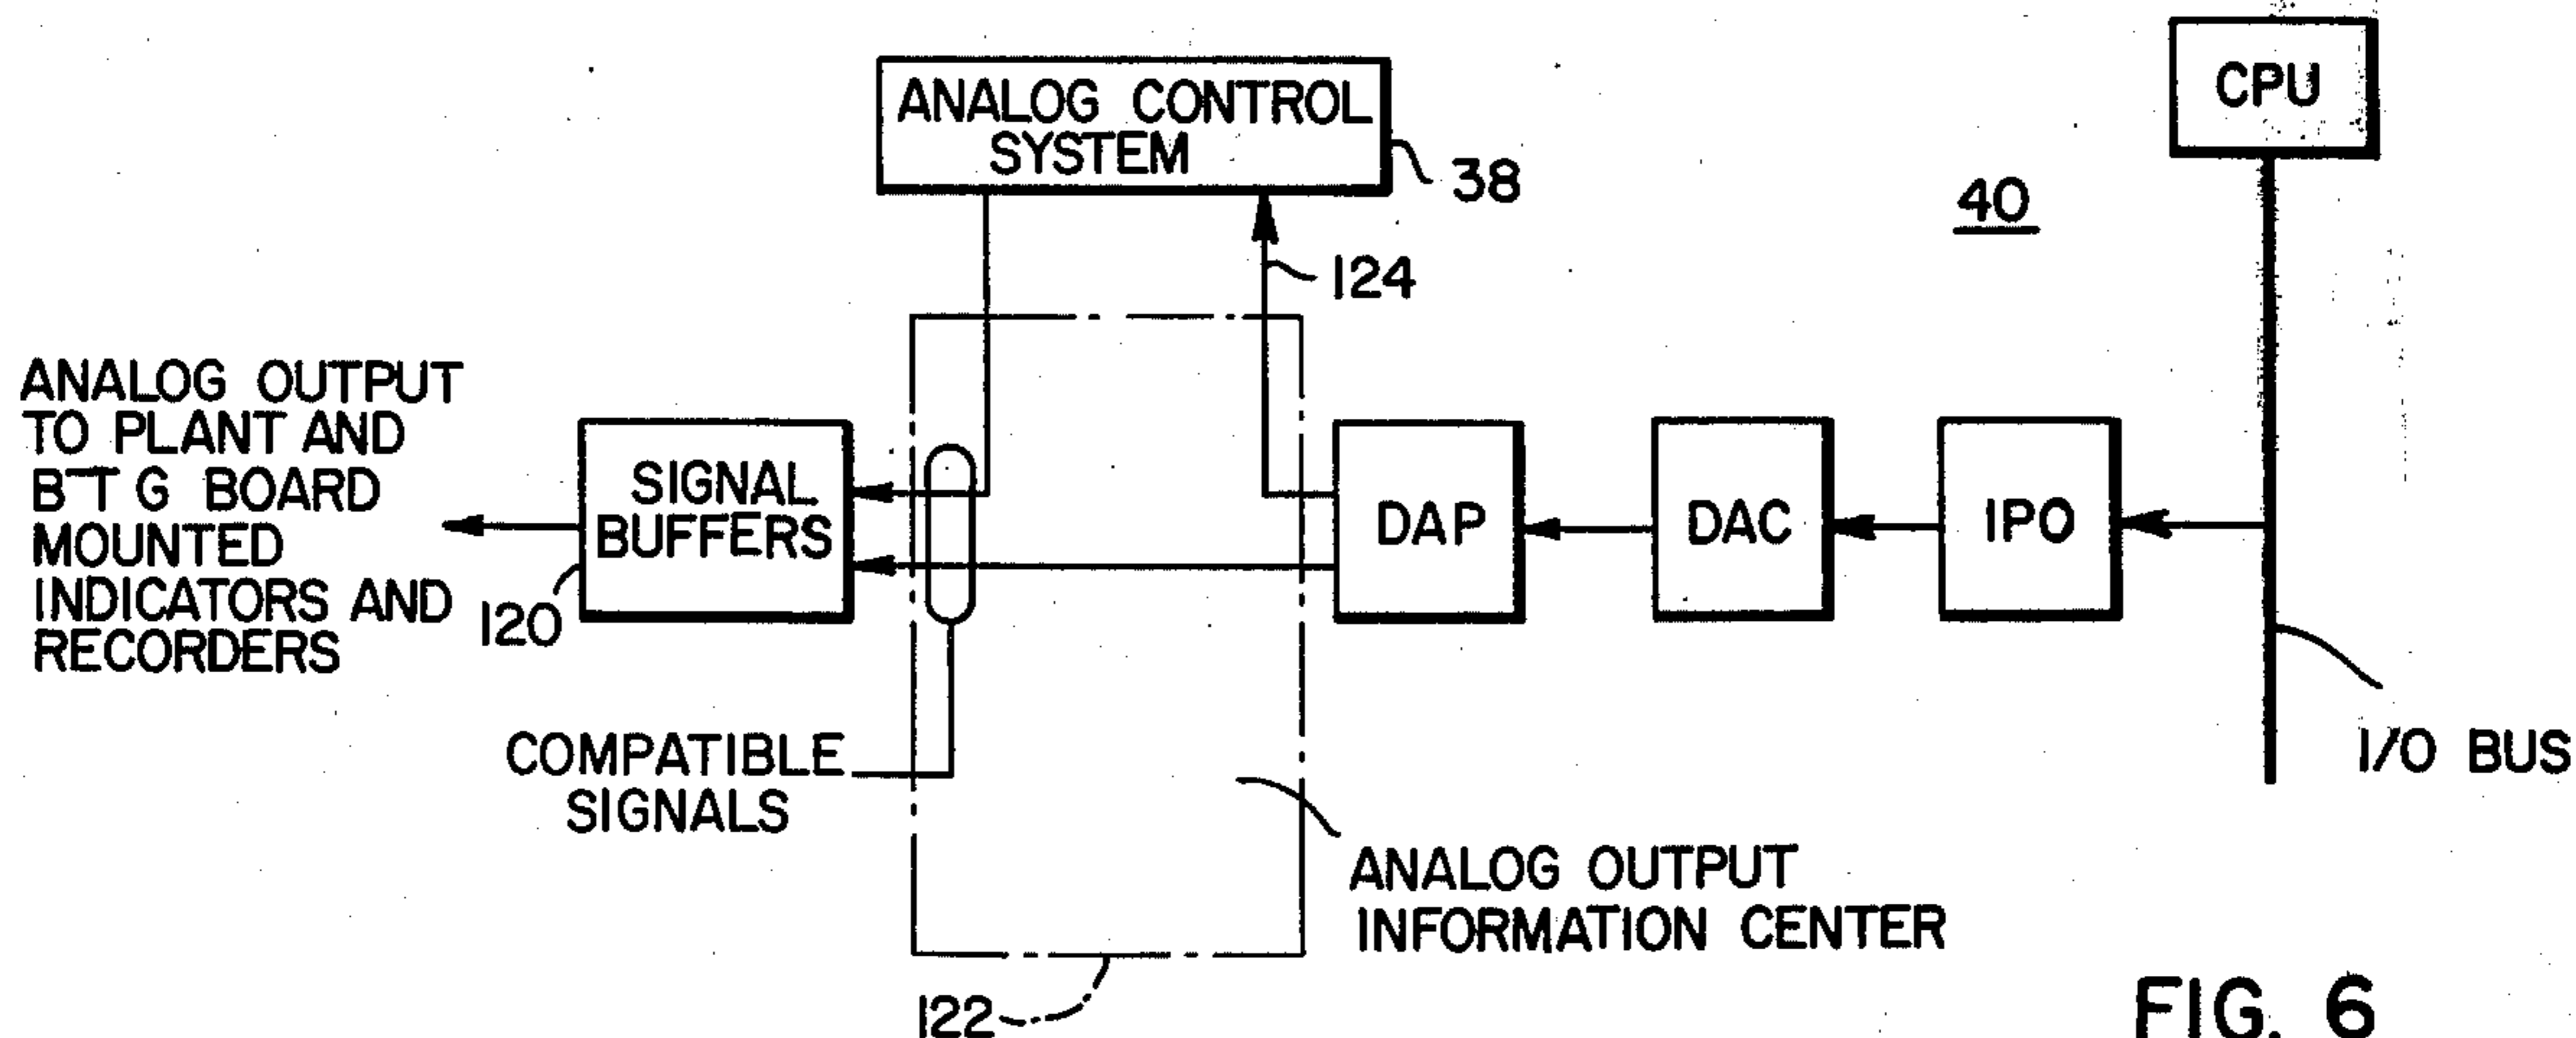 CPU
ANALOG CONTROL
SYSTEM
38
40
124
ANALOG OUTPUT
TO PLANT AND
B-T G BOARD
MOUNTED
INDICATORS AND
RECORDERS
SIGNAL
BUFFERS
120
DAP
DAC
IPO
COMPATIBLE
SIGNALS
I/O BUS
ANALOG OUTPUT
INFORMATION CENTER
122
FIG. 6